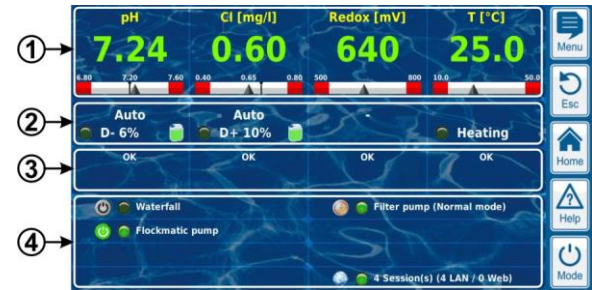 pH Cl [mg/l] Redox [mV] T [°C]
1 7.24 0.60 640 25.0
6.80 7.20 7.60 0.40 0.65 0.80 500 800 10.0 50.0
2 Auto Auto -
D- 6% D+ 10% Heating
3 OK OK OK OK
4 Waterfall Filter pump (Normal mode)
Flockmatic pump
4 Session(s) (4 LAN / 0 Web)
Menu
Esc
Home
Help
Mode